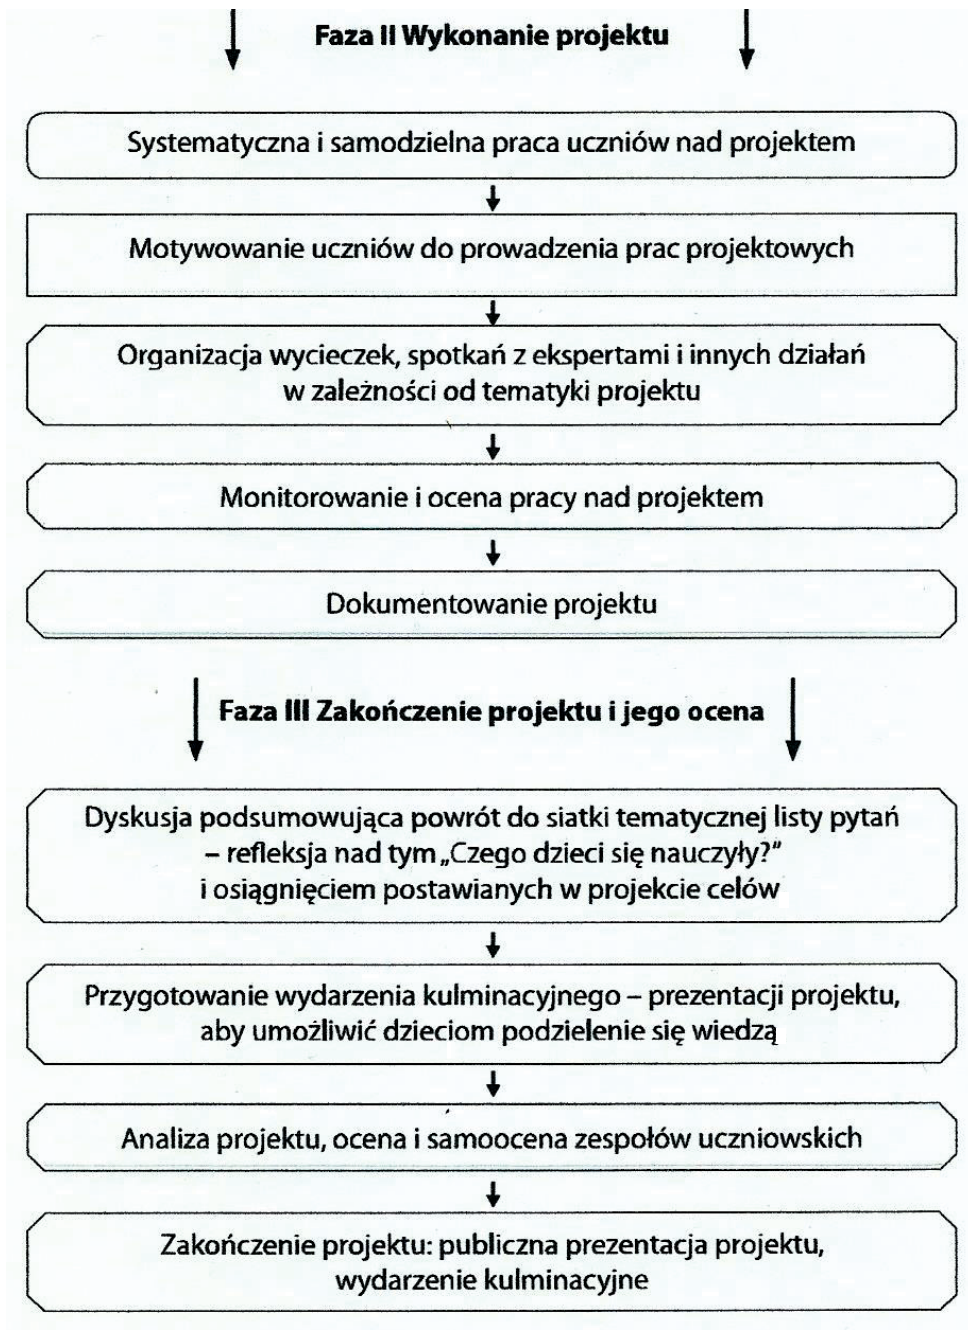 Faza II Wykonanie projektu
Systematyczna i samodzielna praca uczniów nad projektem
Motywowanie uczniów do prowadzenia prac projektowych
Organizacja wycieczek, spotkań z ekspertami i innych działań
w zależności od tematyki projektu
Monitorowanie i ocena pracy nad projektem
Dokumentowanie projektu
Faza III Zakończenie projektu i jego ocena
Dyskusja podsumowująca powrót do siatki tematycznej listy pytań
– refleksja nad tym „Czego dzieci się nauczyły?"
i osiągnięciem postawianych w projekcie celów
Przygotowanie wydarzenia kulminacyjnego – prezentacji projektu,
aby umożliwić dzieciom podzielenie się wiedzą
Analiza projektu, ocena i samoocena zespołów uczniowskich
Zakończenie projektu: publiczna prezentacja projektu,
wydarzenie kulminacyjne